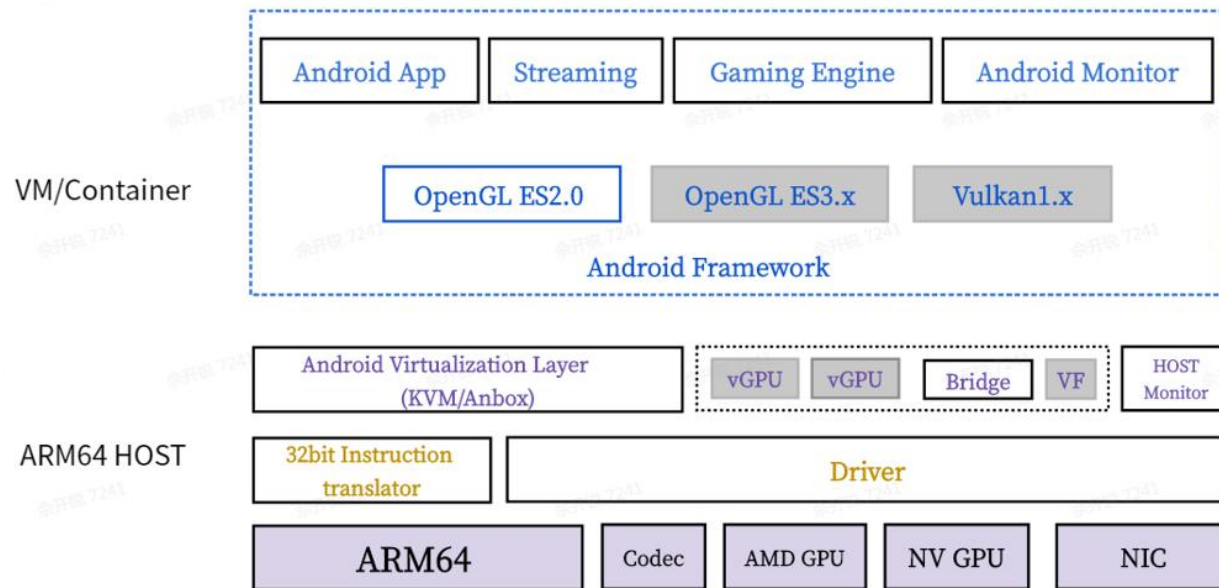 Android App
Streaming
Gaming Engine
Android Monitor
VM/Container
OpenGL ES2.0
OpenGL ES3.x
Vulkan1.x
Android Framework
Android Virtualization Layer
(KVM/Anbox)
vGPU
vGPU
Bridge
VF
HOST
Monitor
ARM64 HOST
32bit Instruction
translator
Driver
ARM64
Codec
AMD GPU
NV GPU
NIC